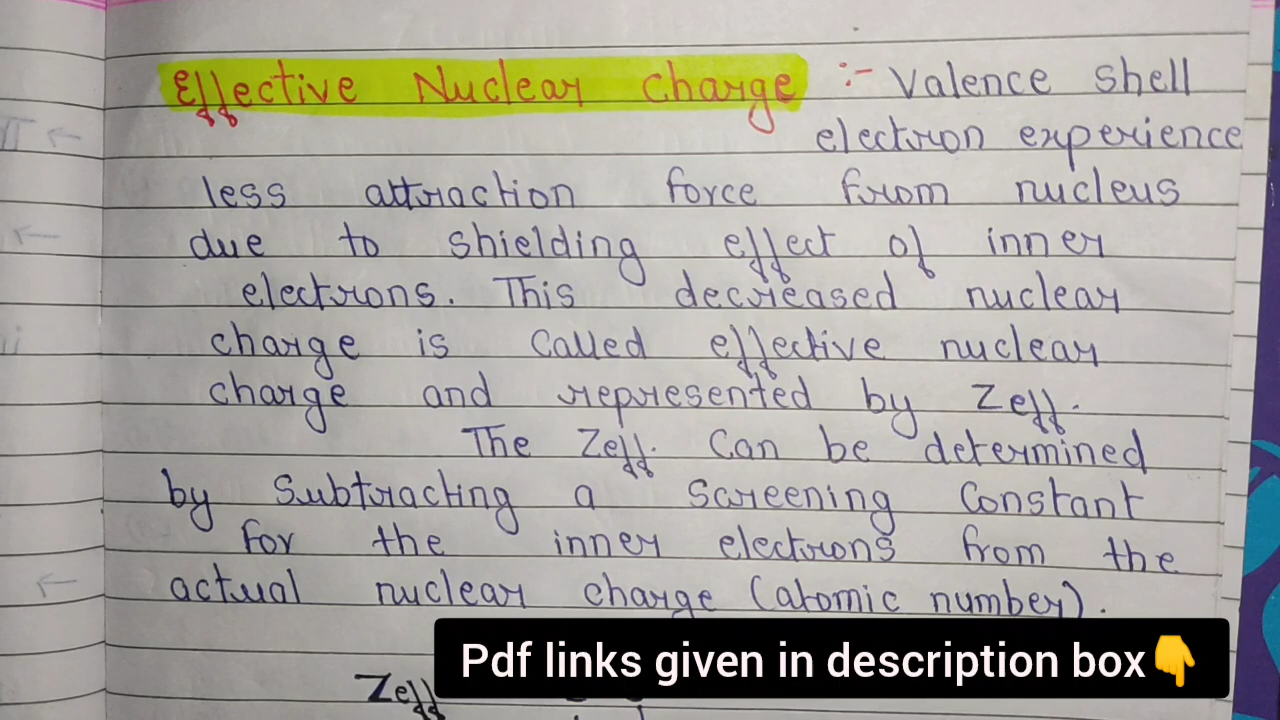 Effective Nuclear Charge :- Valence shell
electron experience
less attraction force from nucleus
due to shielding effect of inner
electrons. This decreased nuclear
charge is called effective nuclear
charge and represented by Zeff.
The Zeff. Can be determined
by Subtracting a Screening Constant
for the inner electrons from the
actual nuclear charge (atomic number).
Pdf links given in description box👇
Zeff